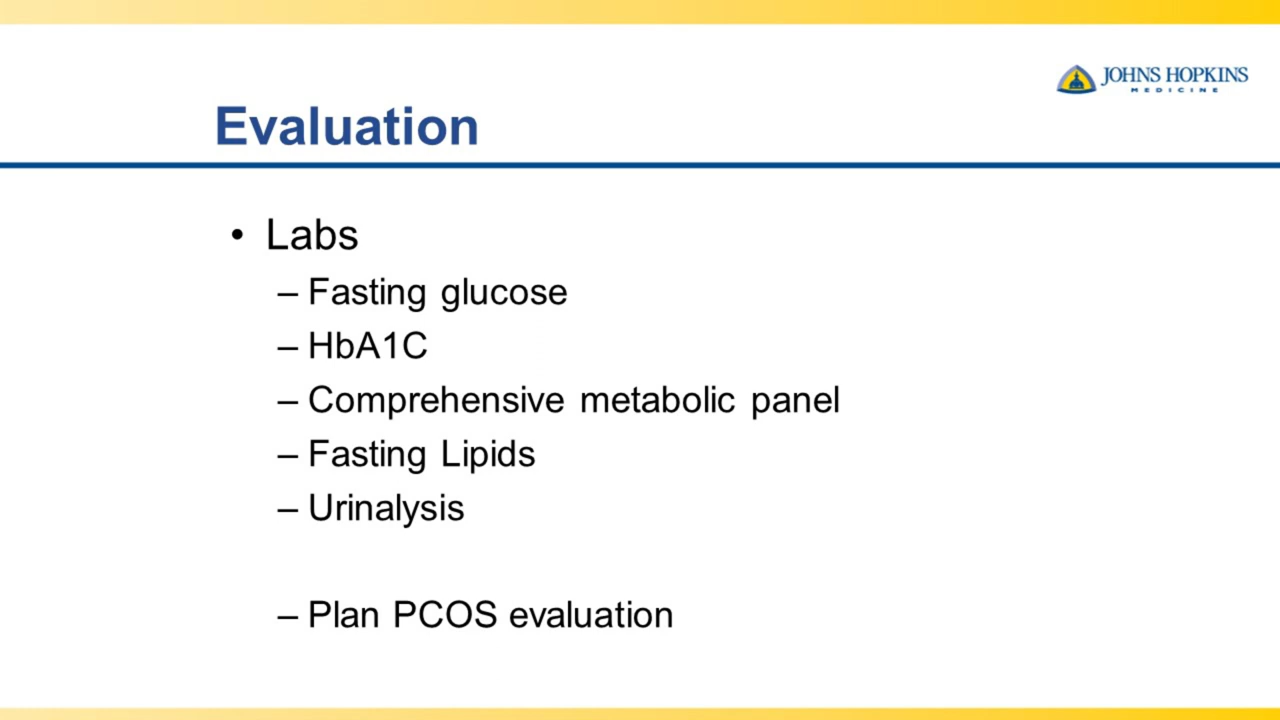 JOHNS HOPKINS
MEDICINE
Evaluation
• Labs
– Fasting glucose
– HbA1C
– Comprehensive metabolic panel
– Fasting Lipids
– Urinalysis
– Plan PCOS evaluation